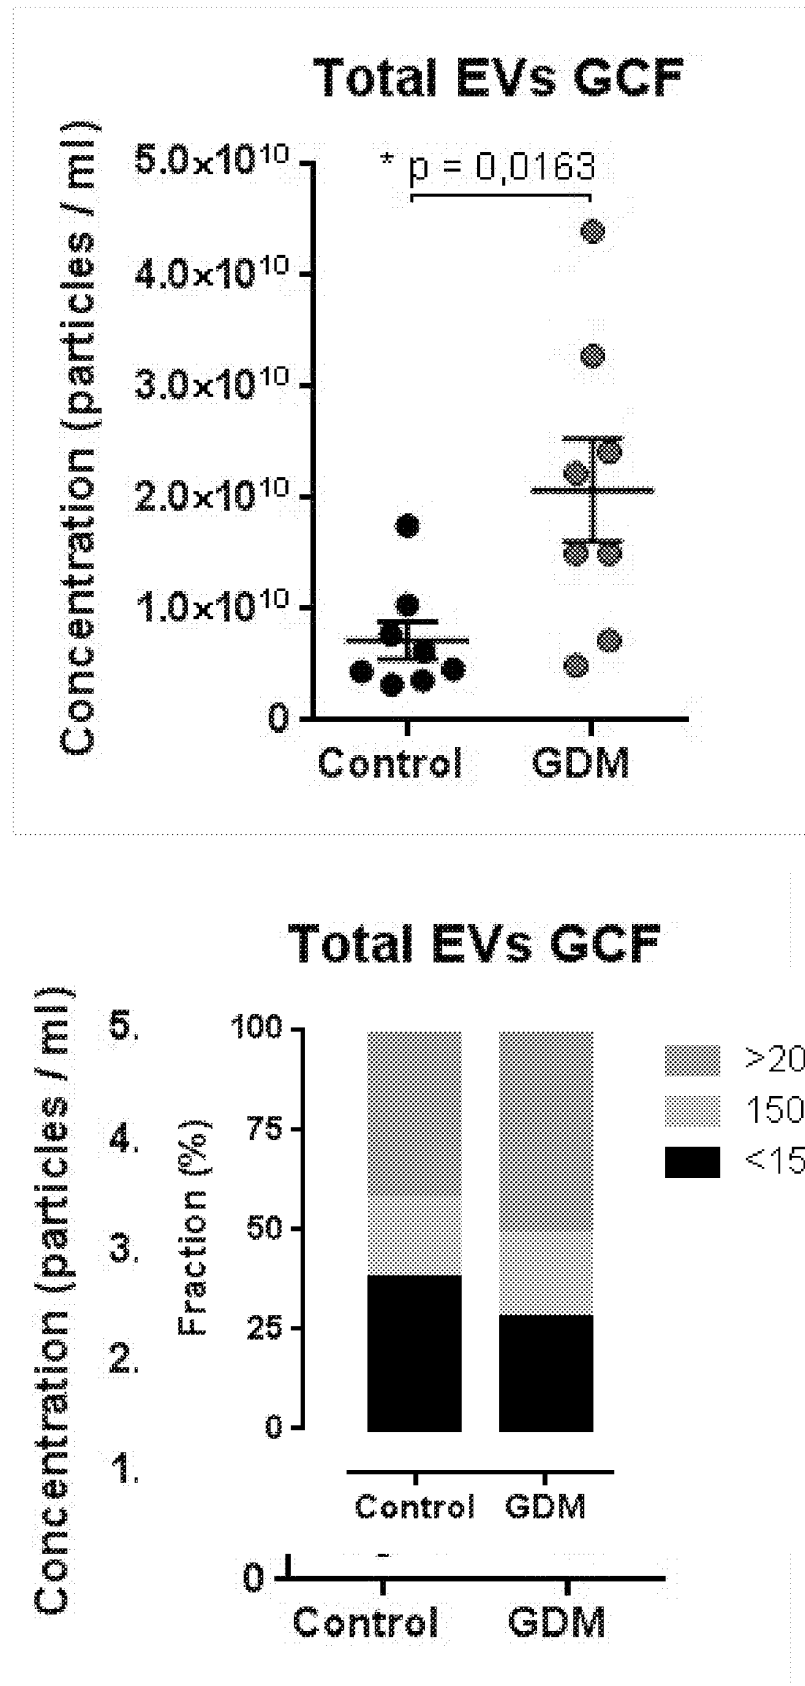 Total EVs GCF
Concentration (particles / ml)
5.0x10¹⁰
* p = 0,0163
4.0x10¹⁰
3.0x10¹⁰
2.0x10¹⁰
1.0x10¹⁰
0
Control GDM
Total EVs GCF
Concentration (particles / ml)
5.
4.
3.
2.
1.
0
Control GDM
Fraction (%)
100
75
50
25
0
Control GDM
>20
150
<15